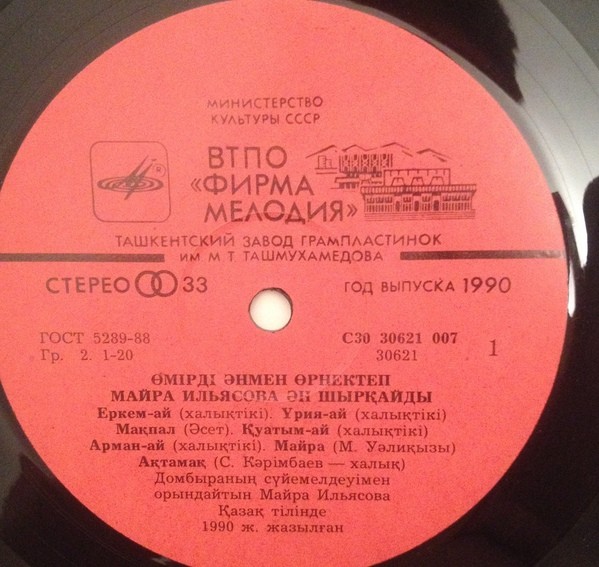 МИНИСТЕРСТВО
КУЛЬТУРЫ СССР
ВТПО
«ФИРМА
МЕЛОДИЯ»
ТАШКЕНТСКИЙ ЗАВОД ГРАМПЛАСТИНОК
ИМ М Т ТАШМУХАМЕДОВА
СТЕРЕО 33 ГОД ВЫПУСКА 1990
ГОСТ 5289-88 С30 30621 007
Гр. 2. 1-20 30621 1
ӨМІРДІ ӘНМЕН ӨРНЕКТЕП
МАЙРА ИЛЬЯСОВА ӘН ШЫРҚАЙДЫ
Еркем-ай (халықтікі). Урия-ай (халықтікі)
Мақпал (Әсет). Қуатым-ай (халықтікі)
Арман-ай (халықтікі). Майра (М. Уәлиқызы)
Ақтамақ (С. Кәрімбаев — халық)
Домбыраның сүйемелдеуімен
орындайтын Майра Ильясова
Қазақ тілінде
1990 ж. жазылған